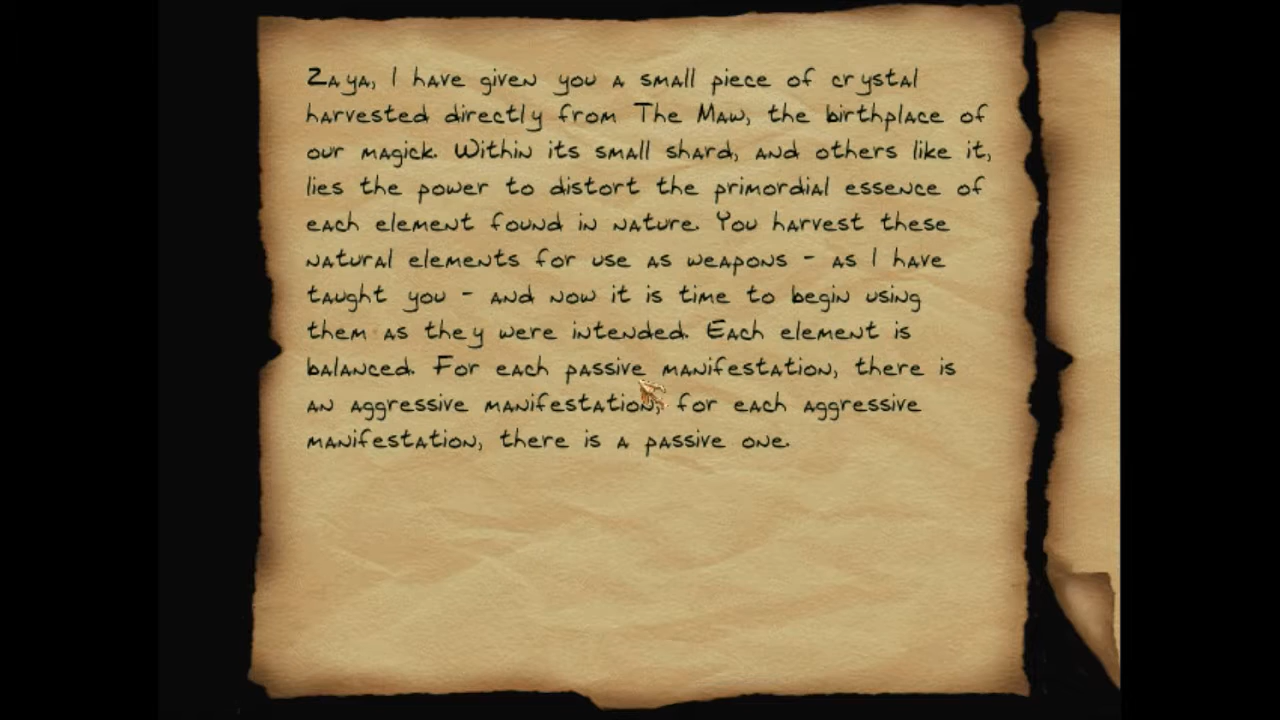 Zaya, I have given you a small piece of crystal
harvested directly from The Maw, the birthplace of
our magick. Within its small shard, and others like it,
lies the power to distort the primordial essence of
each element found in nature. You harvest these
natural elements for use as weapons - as I have
taught you - and now it is time to begin using
them as they were intended. Each element is
balanced. For each passive manifestation, there is
an aggressive manifestation, for each aggressive
manifestation, there is a passive one.